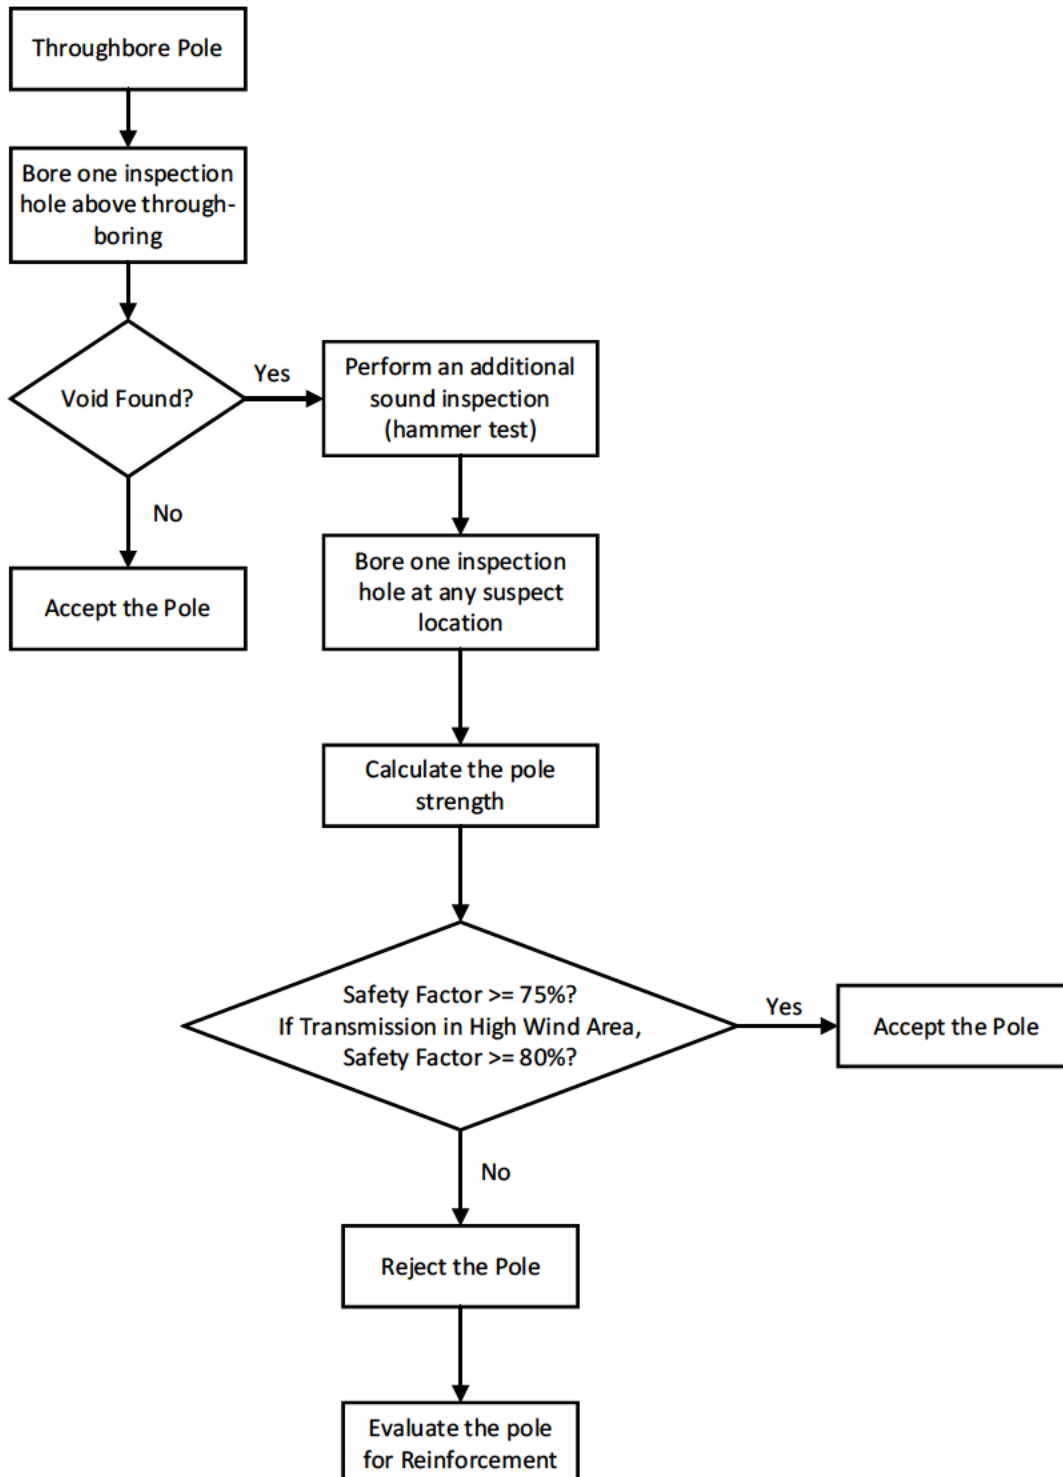 Throughbore Pole
Bore one inspection
hole above through-
boring
Void Found?
Yes
No
Accept the Pole
Perform an additional
sound inspection
(hammer test)
Bore one inspection
hole at any suspect
location
Calculate the pole
strength
Safety Factor >= 75%?
If Transmission in High Wind Area,
Safety Factor >= 80%?
Yes
Accept the Pole
No
Reject the Pole
Evaluate the pole
for Reinforcement